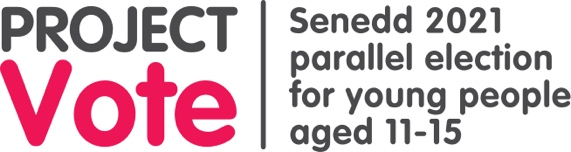 PROJECT
Vote
Senedd 2021
parallel election
for young people
aged 11-15